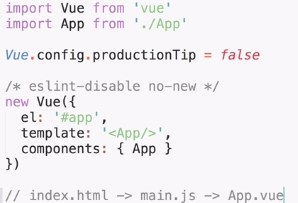 import Vue from 'vue'
import App from './App'
Vue.config.productionTip = false
/* eslint-disable no-new */
new Vue({
  el: '#app',
  template: '<App/>',
  components: { App }
})
// index.html -> main.js -> App.vue